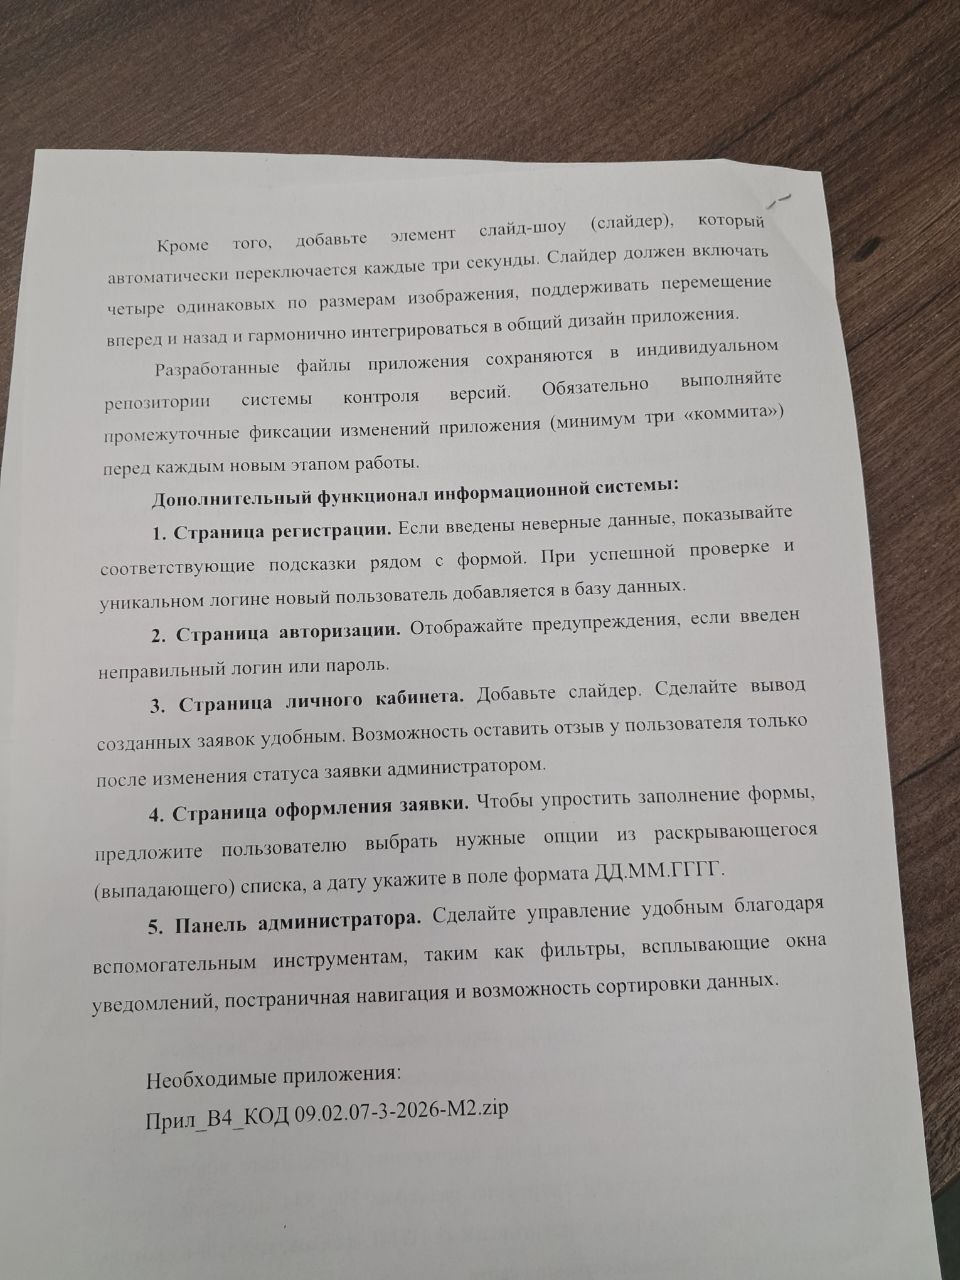 Кроме того, добавьте элемент слайд-шоу (слайдер), который
автоматически переключается каждые три секунды. Слайдер должен включать
четыре одинаковых по размерам изображения, поддерживать перемещение
вперед и назад и гармонично интегрироваться в общий дизайн приложения.
Разработанные файлы приложения сохраняются в индивидуальном
репозитории системы контроля версий. Обязательно выполняйте
промежуточные фиксации изменений приложения (минимум три «коммита»)
перед каждым новым этапом работы.
Дополнительный функционал информационной системы:
1. Страница регистрации. Если введены неверные данные, показывайте
соответствующие подсказки рядом с формой. При успешной проверке и
уникальном логине новый пользователь добавляется в базу данных.
2. Страница авторизации. Отображайте предупреждения, если введен
неправильный логин или пароль.
3. Страница личного кабинета. Добавьте слайдер. Сделайте вывод
созданных заявок удобным. Возможность оставить отзыв у пользователя только
после изменения статуса заявки администратором.
4. Страница оформления заявки. Чтобы упростить заполнение формы,
предложите пользователю выбрать нужные опции из раскрывающегося
(выпадающего) списка, а дату укажите в поле формата ДД.ММ.ГГГГ.
5. Панель администратора. Сделайте управление удобным благодаря
вспомогательным инструментам, таким как фильтры, всплывающие окна
уведомлений, постраничная навигация и возможность сортировки данных.
Необходимые приложения:
Прил_В4_КОД 09.02.07-3-2026-М2.zip